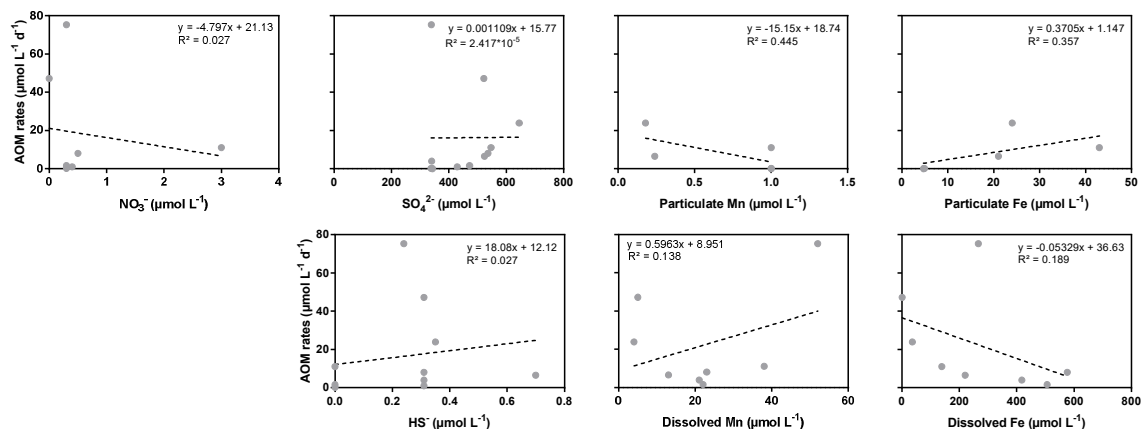 AOM rates (µmol L⁻¹ d⁻¹)
80
60
40
20
0
y = -4.797x + 21.13
R² = 0.027
0 1 2 3 4
NO₃⁻ (µmol L⁻¹)
y = 0.001109x + 15.77
R² = 2.417*10⁻⁵
0 200 400 600 800
SO₄²⁻ (µmol L⁻¹)
y = -15.15x + 18.74
R² = 0.445
0.0 0.5 1.0 1.5
Particulate Mn (µmol L⁻¹)
y = 0.3705x + 1.147
R² = 0.357
0 10 20 30 40 50
Particulate Fe (µmol L⁻¹)
AOM rates (µmol L⁻¹ d⁻¹)
80
60
40
20
0
y = 18.08x + 12.12
R² = 0.027
0.0 0.2 0.4 0.6 0.8
HS⁻ (µmol L⁻¹)
y = 0.5963x + 8.951
R² = 0.138
0 20 40 60
Dissolved Mn (µmol L⁻¹)
y = -0.05329x + 36.63
R² = 0.189
0 200 400 600 800
Dissolved Fe (µmol L⁻¹)